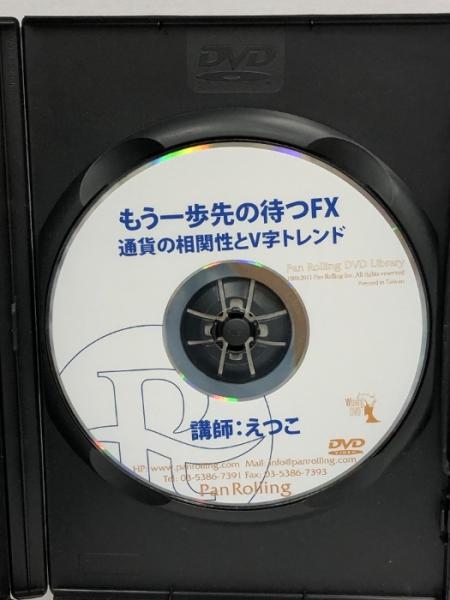 DVD
もう一歩先の待つFX
通貨の相関性とV字トレンド
Pan Rolling DVD Library
Printed in Taiwan
講師：えつこ
DVD
VIDEO
HP: www.panrolling.com Mail: info@panrolling.com
Tel: 03-5386-7391 Fax: 03-5386-7393
PanRolling